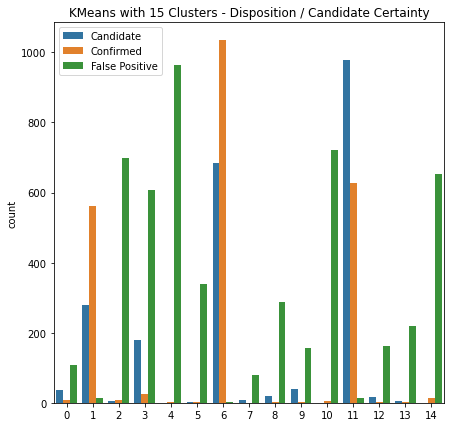 KMeans with 15 Clusters - Disposition / Candidate Certainty
Candidate
Confirmed
False Positive
1000
800
600
400
200
0
count
0 1 2 3 4 5 6 7 8 9 10 11 12 13 14